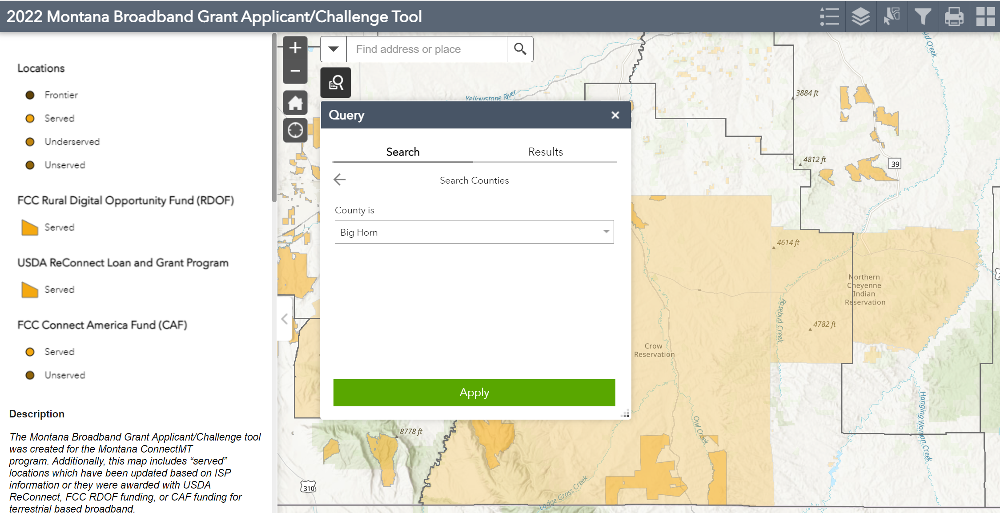 2022 Montana Broadband Grant Applicant/Challenge Tool
Locations
Frontier
Served
Underserved
Unserved
FCC Rural Digital Opportunity Fund (RDOF)
Served
USDA ReConnect Loan and Grant Program
Served
FCC Connect America Fund (CAF)
Served
Unserved
Description
The Montana Broadband Grant Applicant/Challenge tool
was created for the Montana ConnectMT
program. Additionally, this map includes “served”
locations which have been updated based on ISP
information or they were awarded with USDA
ReConnect, FCC RDOF funding, or CAF funding for
terrestrial based broadband.
Find address or place
Query
Search
Results
Search Counties
County is
Big Horn
Apply
Yellowstone River
3884 ft
4812 ft
39
4614 ft
Northern
Cheyenne
Indian
Reservation
Rosebud Creek
4782 ft
Crow
Reservation
Owl Creek
Hanging Woman Creek
8778 ft
310
Lodge Grass Creek
Creek